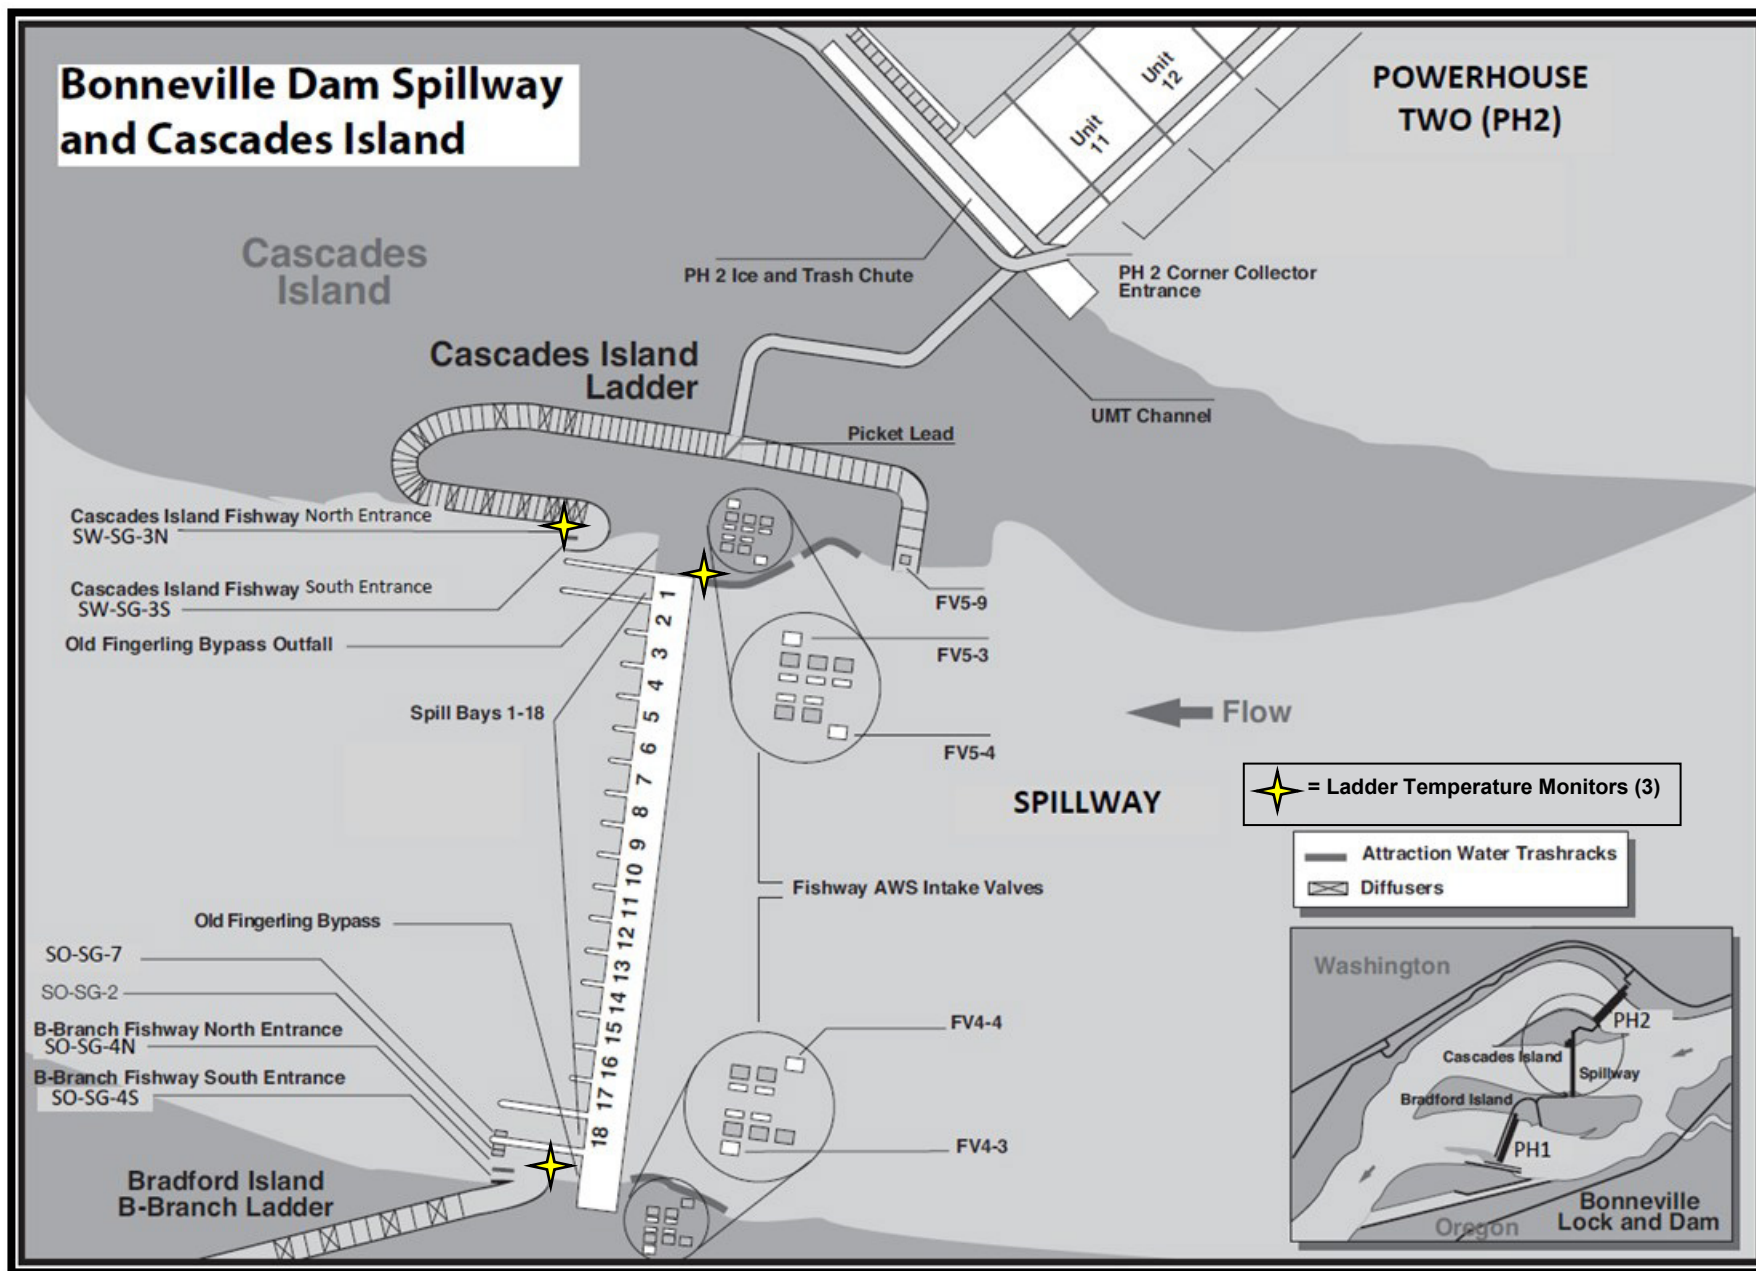 Bonneville Dam Spillway
and Cascades Island
POWERHOUSE
TWO (PH2)
Unit
12
Unit
11
Cascades
Island
PH 2 Ice and Trash Chute
PH 2 Corner Collector
Entrance
Cascades Island
Ladder
UMT Channel
Picket Lead
Cascades Island Fishway North Entrance
SW-SG-3N
Cascades Island Fishway South Entrance
SW-SG-3S
Old Fingerling Bypass Outfall
FV5-9
FV5-3
FV5-4
Spill Bays 1-18
Flow
1
2
3
4
5
6
7
8
9
10
11
12
13
14
15
16
17
18
SPILLWAY
= Ladder Temperature Monitors (3)
Attraction Water Trashracks
Diffusers
Fishway AWS Intake Valves
Old Fingerling Bypass
SO-SG-7
SO-SG-2
B-Branch Fishway North Entrance
SO-SG-4N
B-Branch Fishway South Entrance
SO-SG-4S
FV4-4
FV4-3
Bradford Island
B-Branch Ladder
Washington
PH2
Cascades Island
Spillway
Bradford Island
PH1
Bonneville
Lock and Dam
Oregon